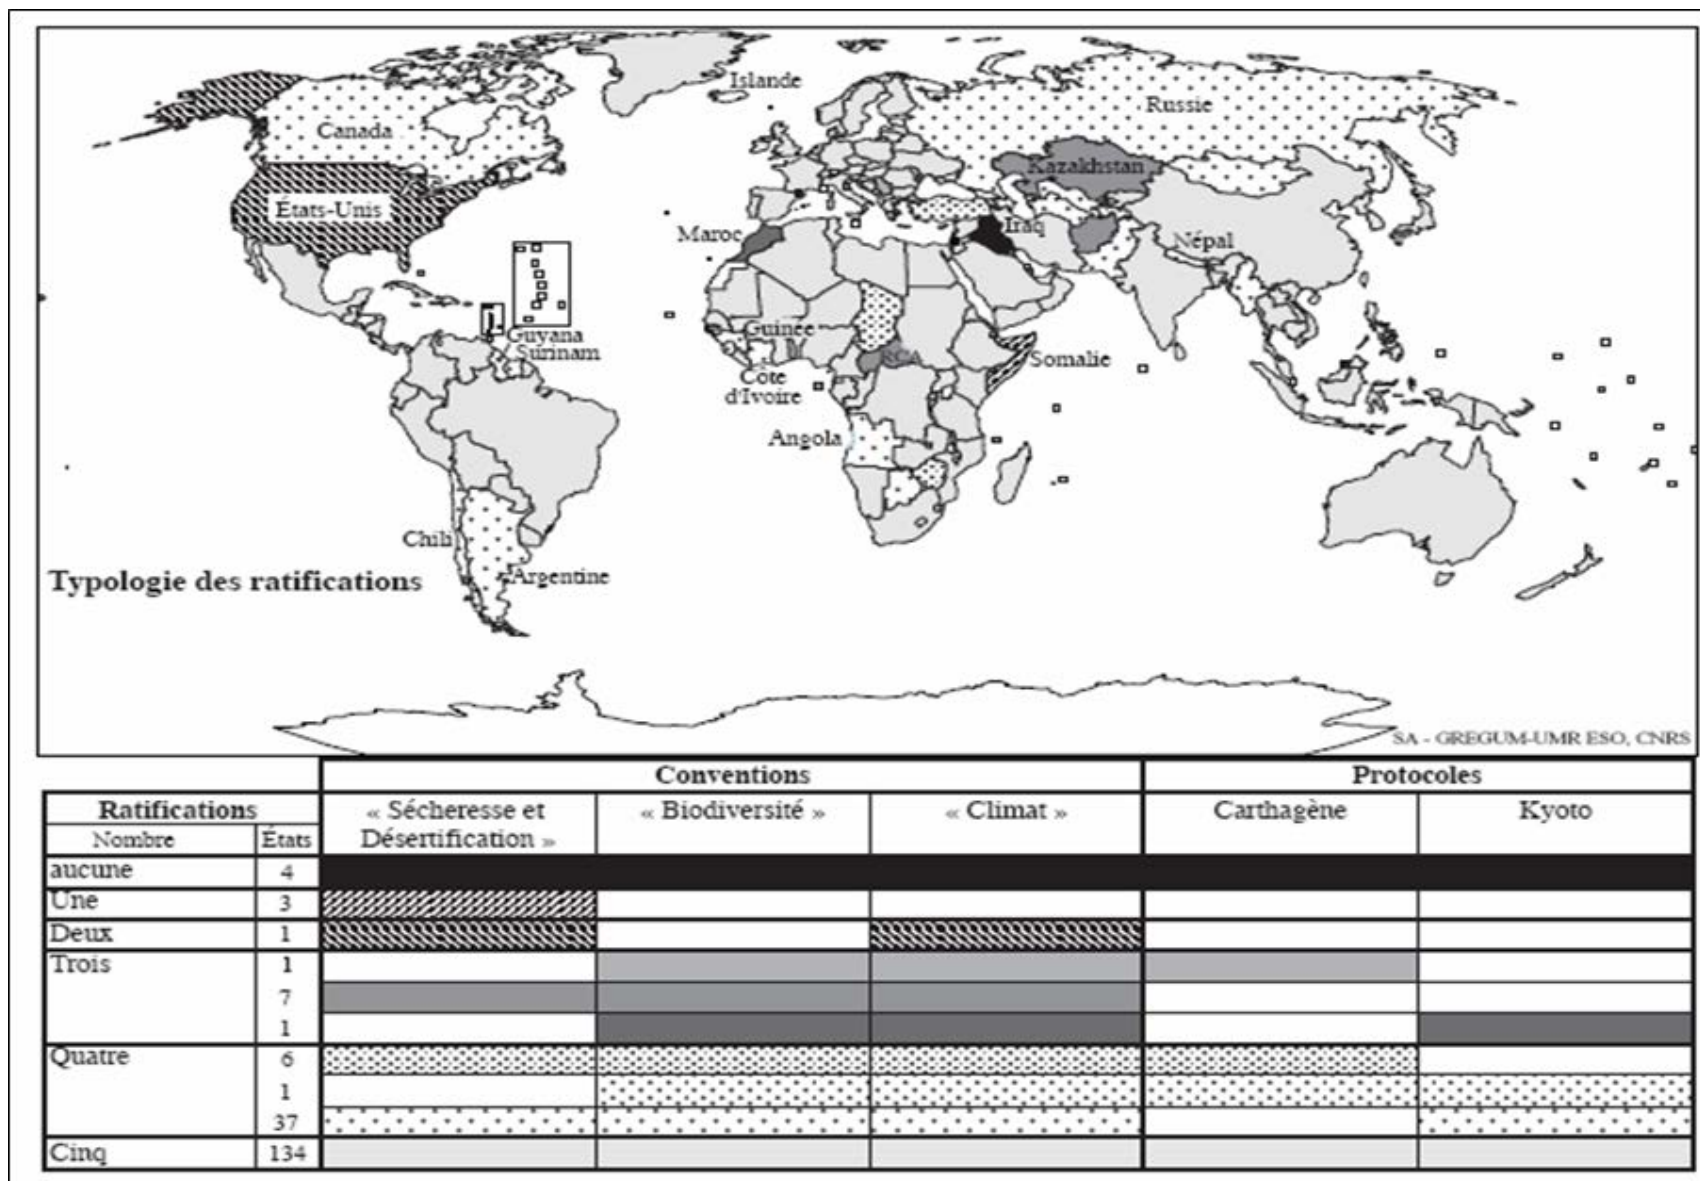 Islande
Russie
Canada
Kazakhstan
États-Unis
Iraq
Maroc
Népal
Guinée
Guyana
Surinam
RCA
Somalie
Côte
d'Ivoire
Angola
Chili
Argentine
Typologie des ratifications
SA - GREGUM-UMR ESO, CNRS
Conventions Protocoles
Ratifications « Sécheresse et « Biodiversité » « Climat » Carthagène Kyoto
Nombre États Désertification »
aucune 4
Une 3
Deux 1
Trois 1
7
1
Quatre 6
1
37
Cinq 134